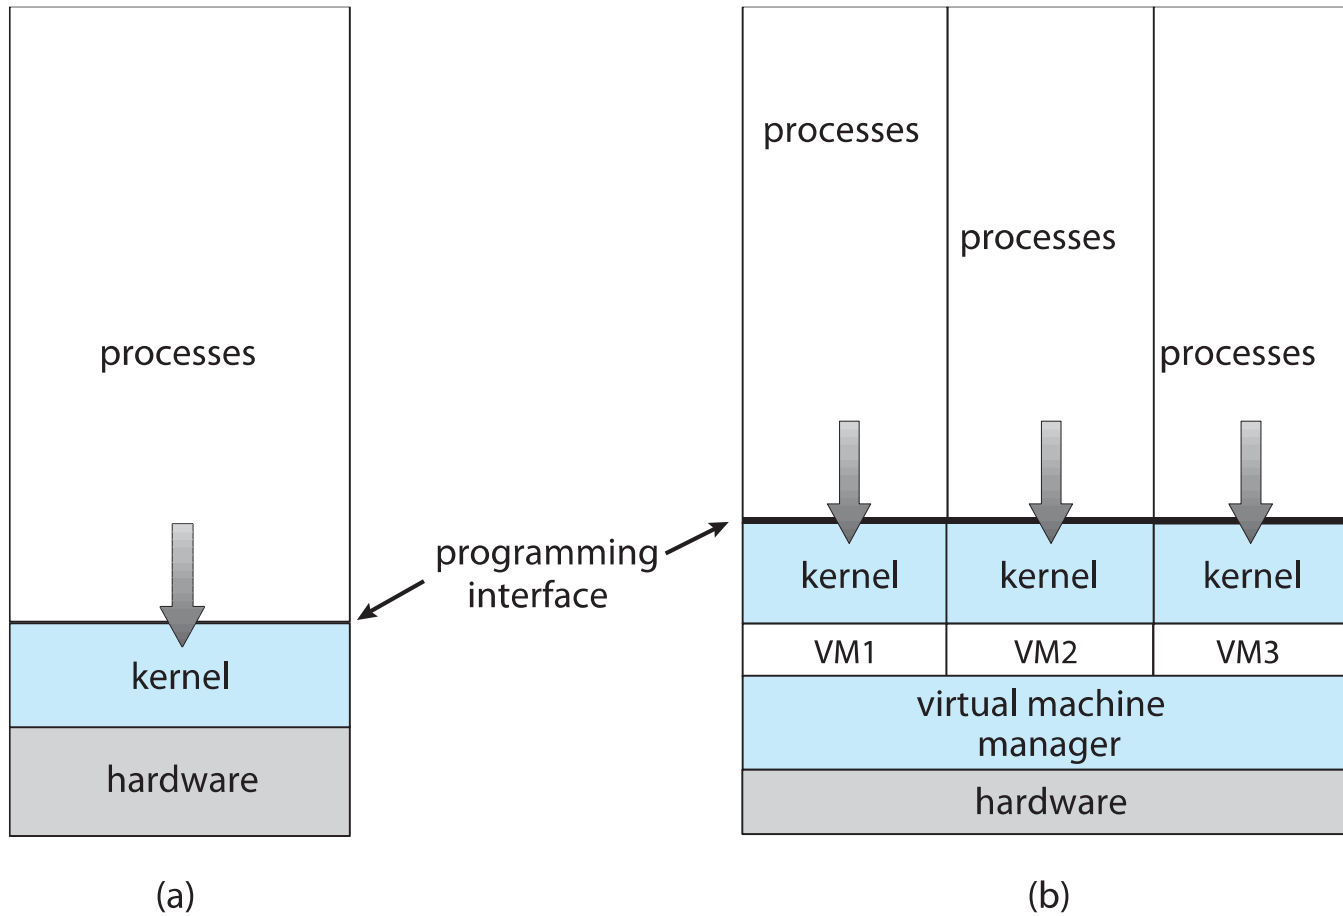 processes
kernel
hardware
(a)
programming
interface
processes
processes
processes
kernel
kernel
kernel
VM1
VM2
VM3
virtual machine
manager
hardware
(b)